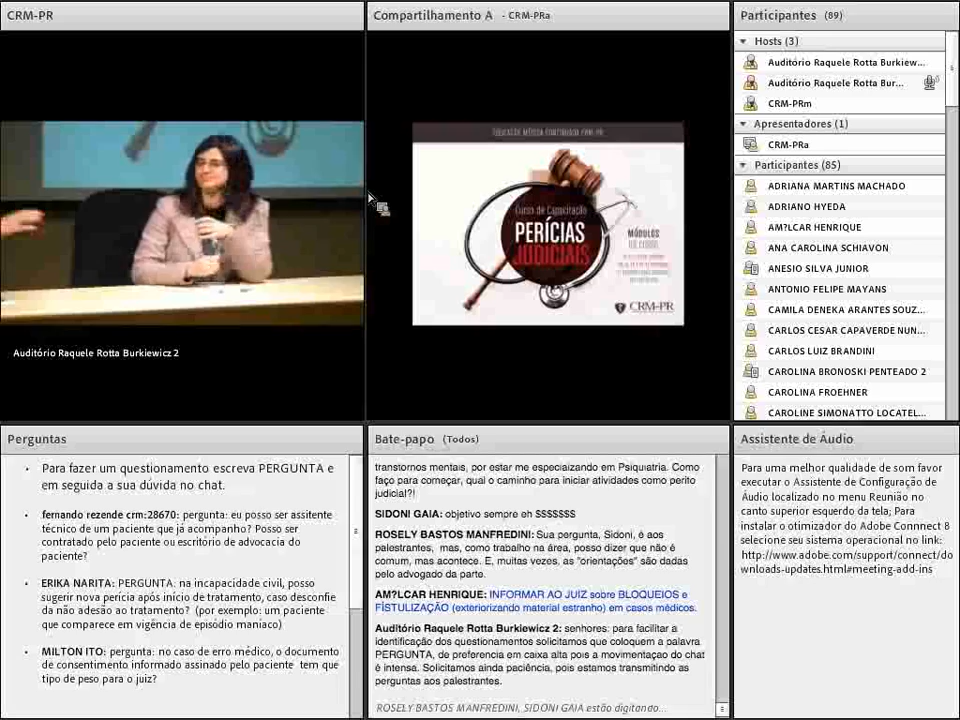 CRM-PR
Auditório Raquele Rotta Burkiewicz 2
Compartilhamento A - CRM-PRa
EDUCAÇÃO MÉDICA CONTINUADA CRM-PR
Curso de Capacitação
PERÍCIAS
JUDICIAIS
MÓDULOS
DO CURSO
CRM-PR
Participantes (89)
Hosts (3)
Auditório Raquele Rotta Burkiew...
Auditório Raquele Rotta Bur...
CRM-PRm
Apresentadores (1)
CRM-PRa
Participantes (85)
ADRIANA MARTINS MACHADO
ADRIANO HYEDA
AM?LCAR HENRIQUE
ANA CAROLINA SCHIAVON
ANESIO SILVA JUNIOR
ANTONIO FELIPE MAYANS
CAMILA DENEKA ARANTES SOUZ...
CARLOS CESAR CAPAVERDE NUN...
CARLOS LUIZ BRANDINI
CAROLINA BRONOSKI PENTEADO 2
CAROLINA FROEHNER
CAROLINE SIMONATTO LOCATEL...
Perguntas
• Para fazer um questionamento escreva PERGUNTA e
em seguida a sua dúvida no chat.
• fernando rezende crm:28670: pergunta: eu posso ser assitente
técnico de um paciente que já acompanho? Posso ser
contratado pelo paciente ou escritório de advocacia do
paciente?
• ERIKA NARITA: PERGUNTA: na incapacidade civil, posso
sugerir nova perícia após início de tratamento, caso desconfie
da não adesão ao tratamento? (por exemplo: um paciente
que comparece em vigência de episódio maníaco)
• MILTON ITO: pergunta: no caso de erro médico, o documento
de consentimento informado assinado pelo paciente tem que
tipo de peso para o juiz?
Bate-papo (Todos)
transtornos mentais, por estar me especializando em Psiquiatria. Como
faço para começar, qual o caminho para iniciar atividades como perito
judicial?!
SIDONI GAIA: objetivo sempre eh $$$$$$$
ROSELY BASTOS MANFREDINI: Sua pergunta, Sidoni, é aos
palestrantes, mas, como trabalho na área, posso dizer que não é
comum, mas acontece. E, muitas vezes, as "orientações" são dadas
pelo advogado da parte.
AM?LCAR HENRIQUE: INFORMAR AO JUIZ sobre BLOQUEIOS e
FÍSTULIZAÇÃO (exteriorizando material estranho) em casos médicos.
Auditório Raquele Rotta Burkiewicz 2: senhores: para facilitar a
identificação dos questionamentos solicitamos que coloquem a palavra
PERGUNTA, de preferencia em caixa alta pois a movimentaçao do chat
é intensa. Solicitamos ainda paciência, pois estamos transmitindo as
perguntas aos palestrantes.
ROSELY BASTOS MANFREDINI, SIDONI GAIA estão digitando...
Assistente de Áudio
Para uma melhor qualidade de som favor
executar o Assistente de Configuração de
Áudio localizado no menu Reunião no
canto superior esquerdo da tela; Para
instalar o otimizador do Adobe Connnect 8
selecione seu sistema operacional no link:
http://www.adobe.com/support/connect/do
wnloads-updates.html#meeting-add-ins